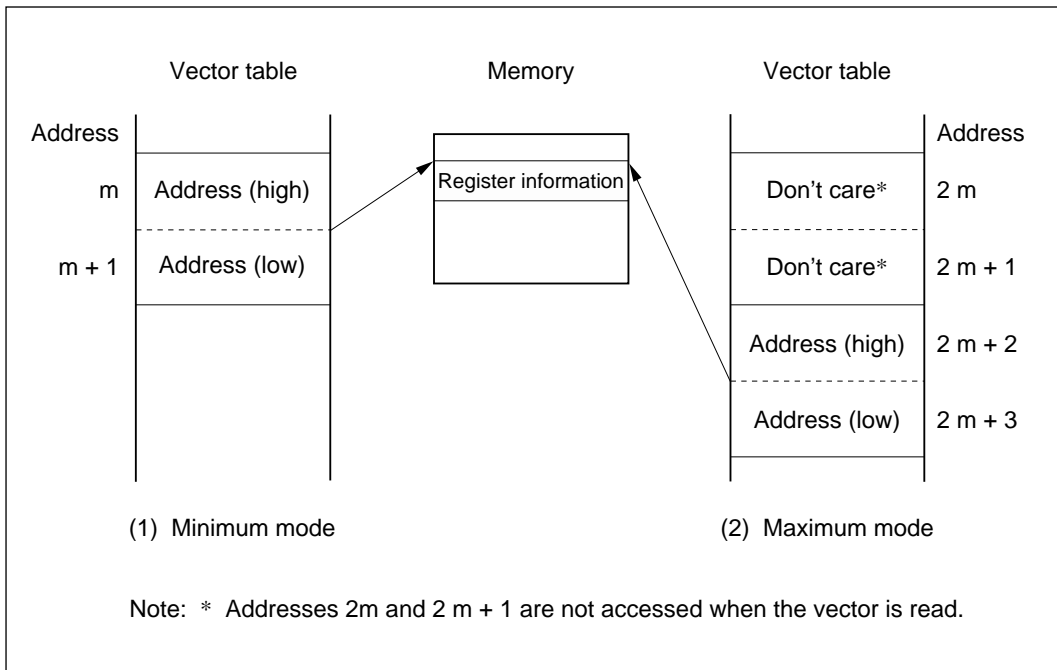 Vector table Memory Vector table
Address Address
m Address (high) Register information Don't care* 2 m
m + 1 Address (low) Don't care* 2 m + 1
Address (high) 2 m + 2
Address (low) 2 m + 3
(1) Minimum mode (2) Maximum mode
Note: * Addresses 2m and 2 m + 1 are not accessed when the vector is read.